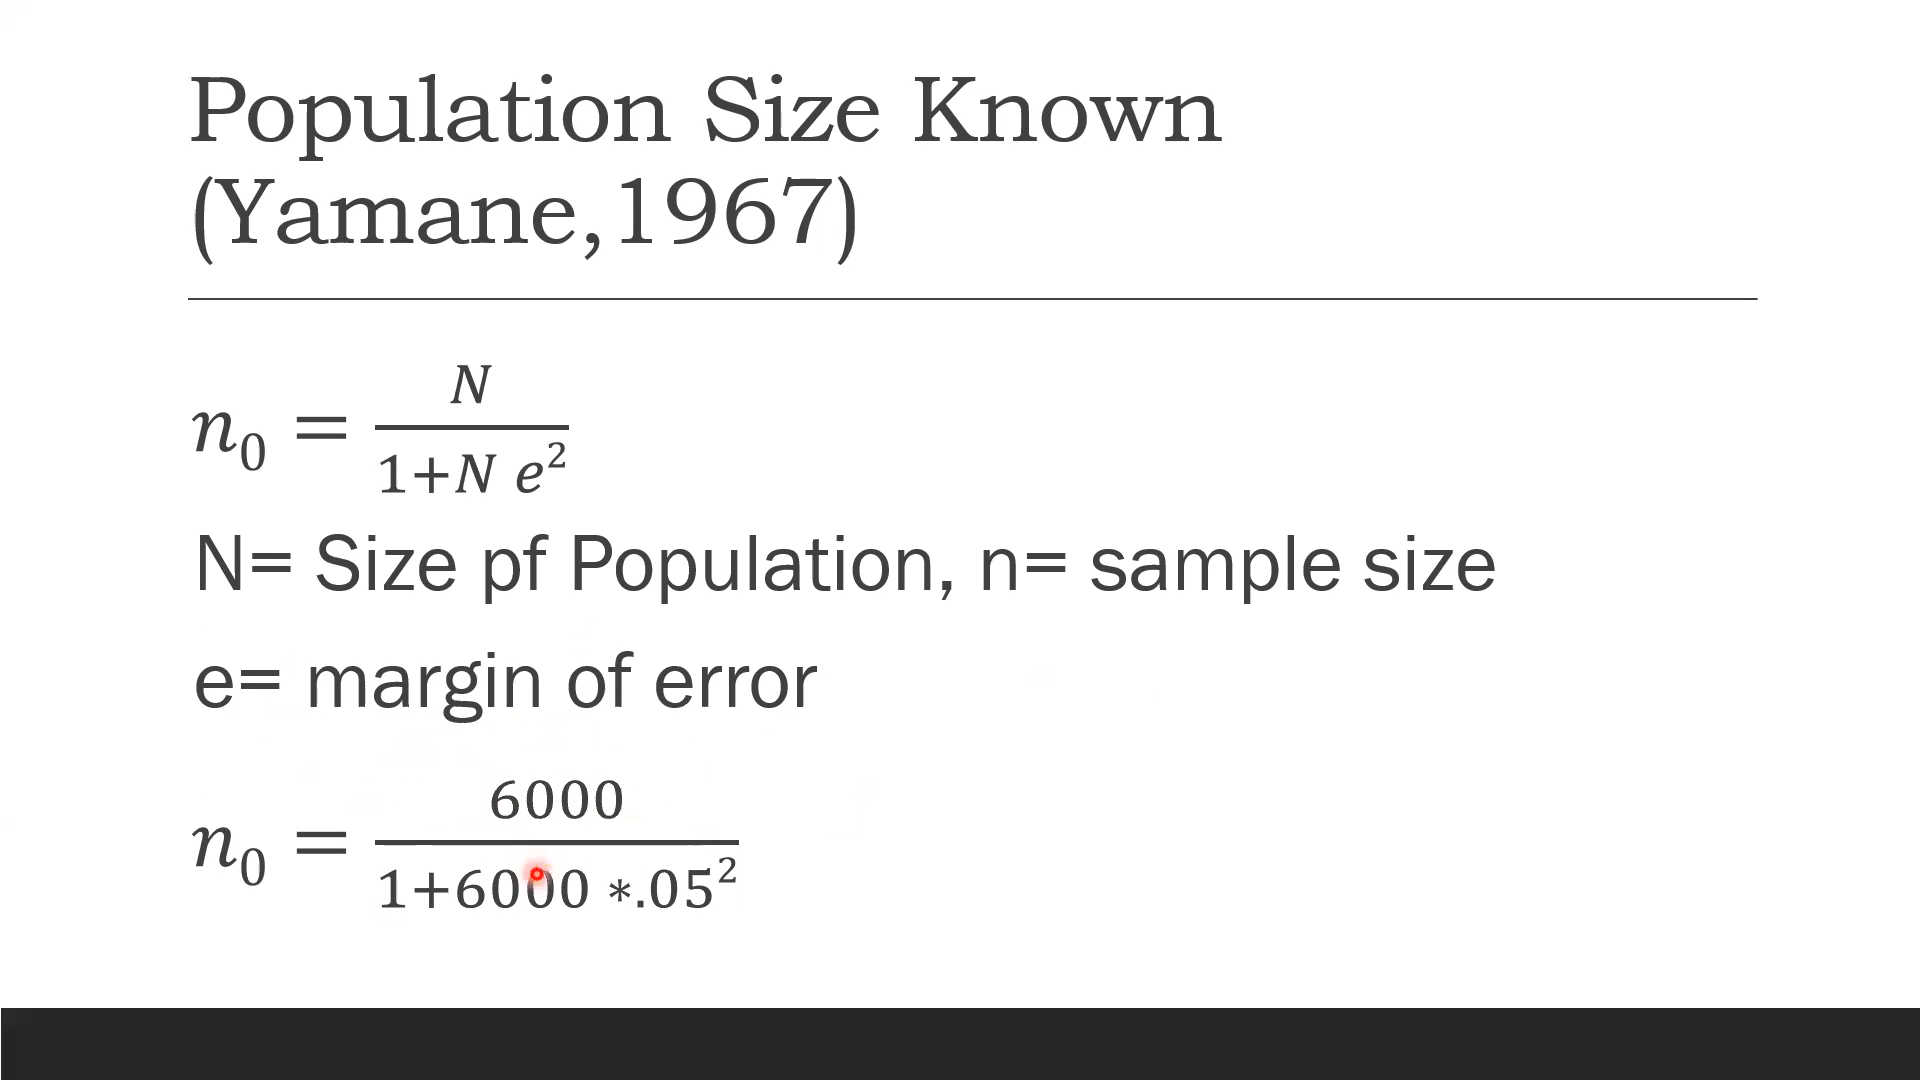 Population Size Known
(Yamane,1967)
n₀ = N / 1+N e²
N= Size pf Population, n= sample size
e= margin of error
n₀ = 6000 / 1+6000 *.05²